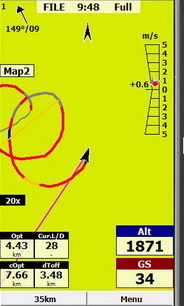 1 FILE 9:48 Full
149°/09
m/s
5
4
3
2
1
+0.6
0
1
2
3
4
5
Map2
20x
Opt Cur.L/D
4.43 28
km -
cOpt dToff
7.66 3.48
km km
Alt
1871
GS
34
35km Menu